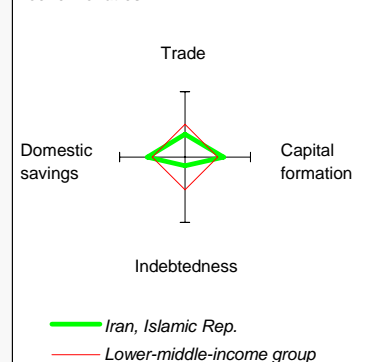 Trade
Domestic
savings
Capital
formation
Indebtedness
Iran, Islamic Rep.
Lower-middle-income group